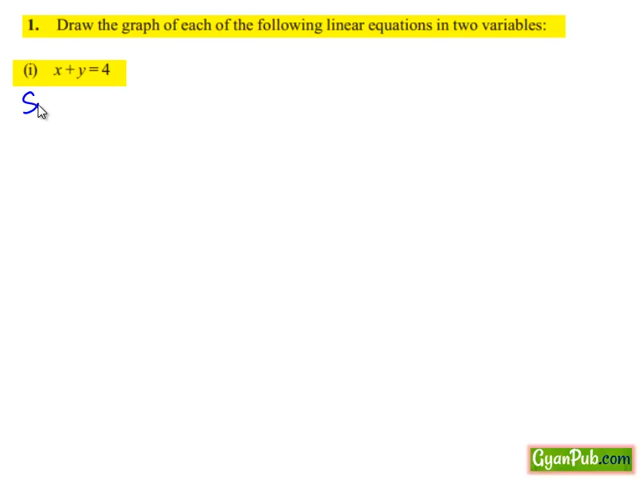 1. Draw the graph of each of the following linear equations in two variables:
(i) x + y = 4
S
GyanPub.com